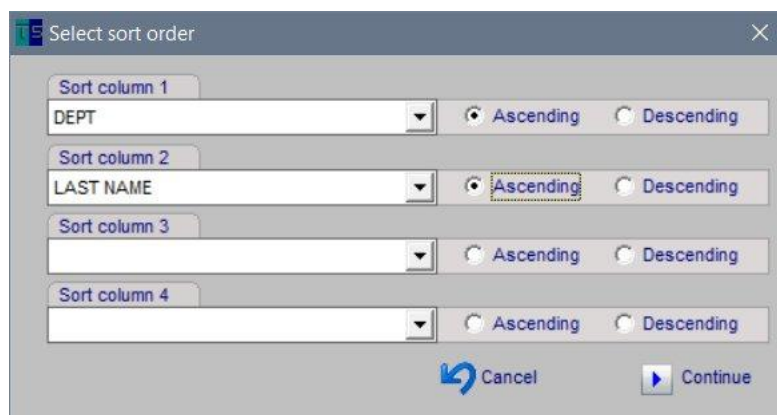 TS Select sort order
Sort column 1
DEPT Ascending Descending
Sort column 2
LAST NAME Ascending Descending
Sort column 3
Ascending Descending
Sort column 4
Ascending Descending
Cancel Continue